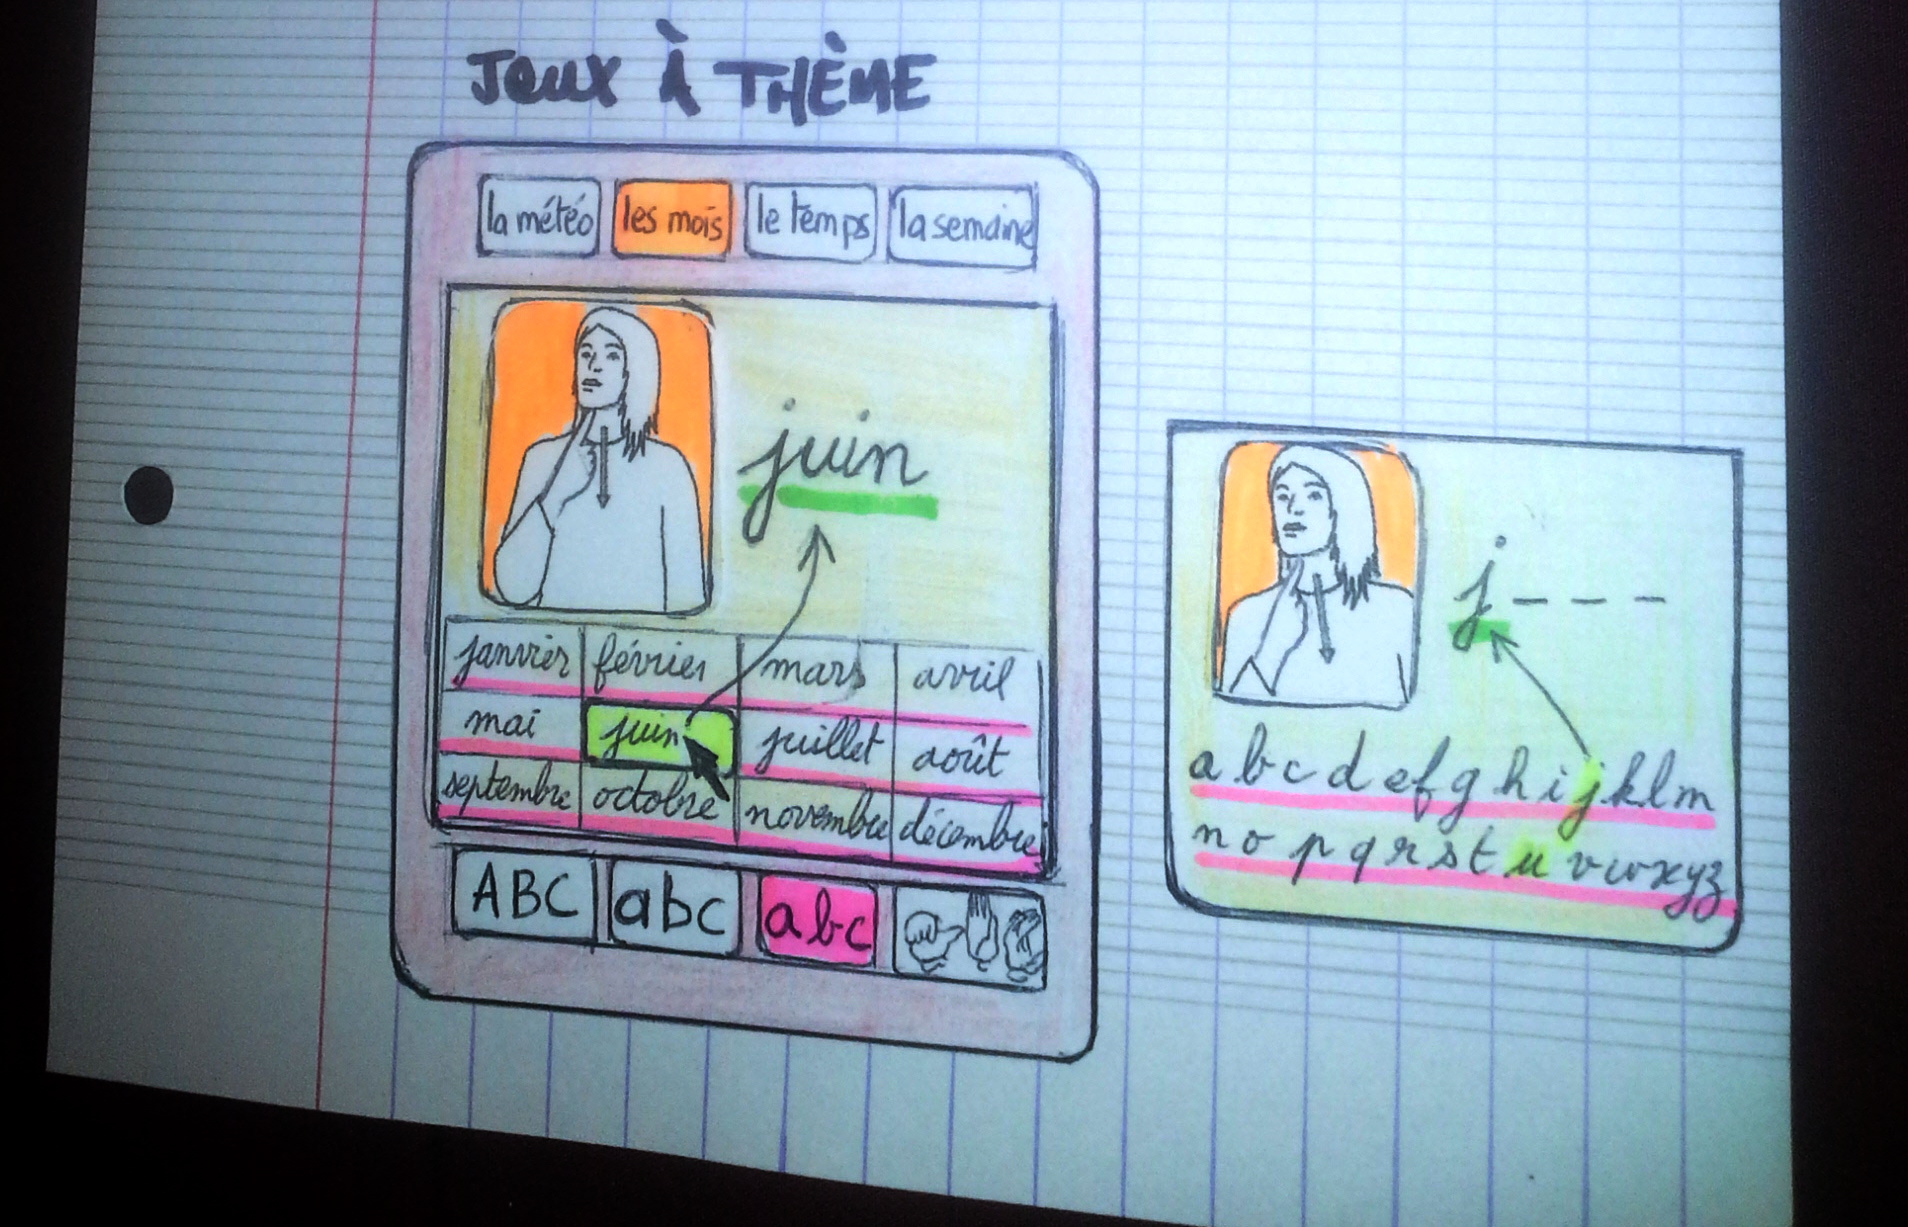 JEUX À THÈME
la météo les mois le temps la semaine
juin
janvier février mars avril
mai juin juillet août
septembre octobre novembre décembre
ABC abc abc
j _ _ _
a b c d e f g h i j k l m
n o p q r s t u v w x y z